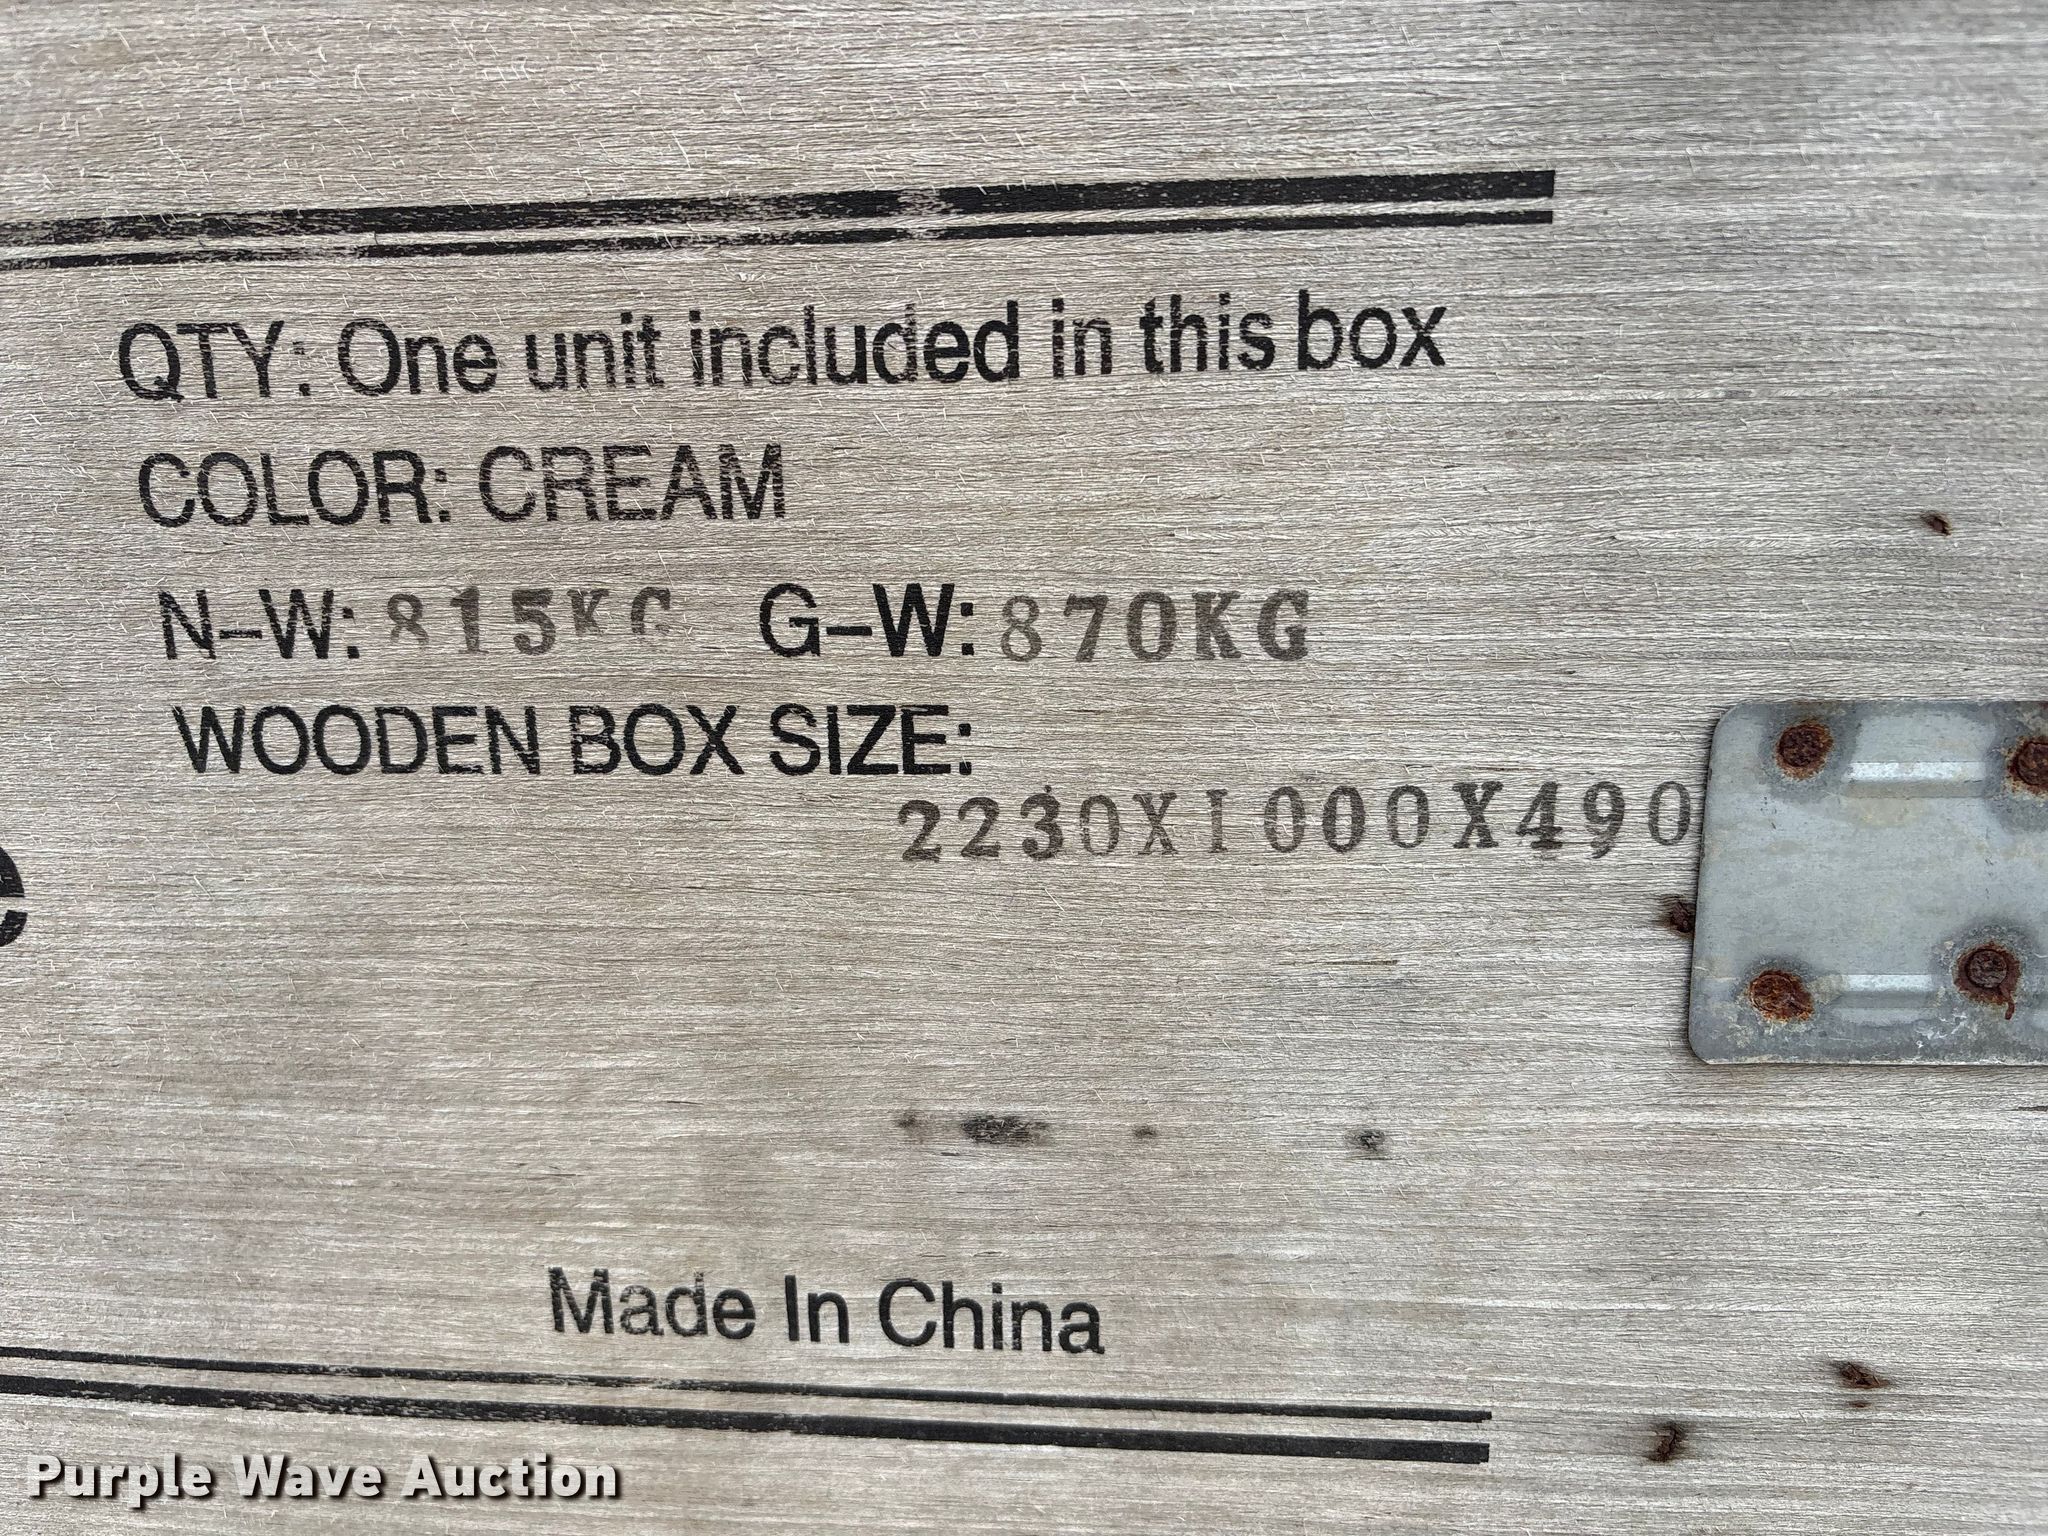 QTY: One unit included in this box
COLOR: CREAM
N-W: 815KG G-W: 870KG
WOODEN BOX SIZE:
2230X1000X490
Made In China
Purple Wave Auction